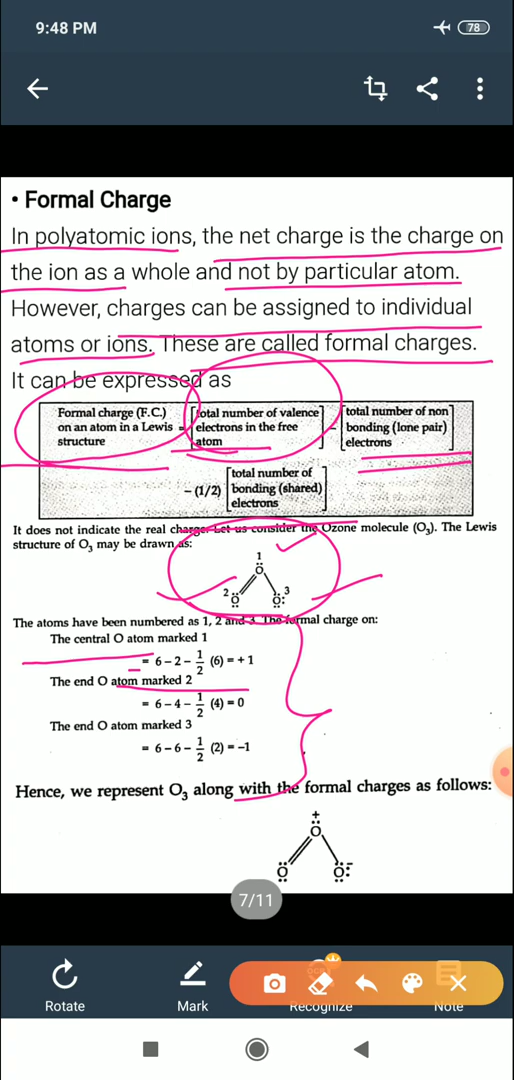 9:48 PM
78
• Formal Charge
In polyatomic ions, the net charge is the charge on
the ion as a whole and not by particular atom.
However, charges can be assigned to individual
atoms or ions. These are called formal charges.
It can be expressed as
Formal charge (F.C.) on an atom in a Lewis structure = [total number of valence electrons in the free atom] - [total number of non bonding (lone pair) electrons]
– (1/2) [total number of bonding (shared) electrons]
It does not indicate the real charge. Let us consider the Ozone molecule (O₃). The Lewis
structure of O₃ may be drawn as:
1
O
2 O O 3
The atoms have been numbered as 1, 2 and 3. The formal charge on:
The central O atom marked 1
= 6 – 2 – 1/2 (6) = + 1
The end O atom marked 2
= 6 – 4 – 1/2 (4) = 0
The end O atom marked 3
= 6 – 6 – 1/2 (2) = –1
Hence, we represent O₃ along with the formal charges as follows:
+
O
O O –
7/11
Rotate Mark Recognize Note